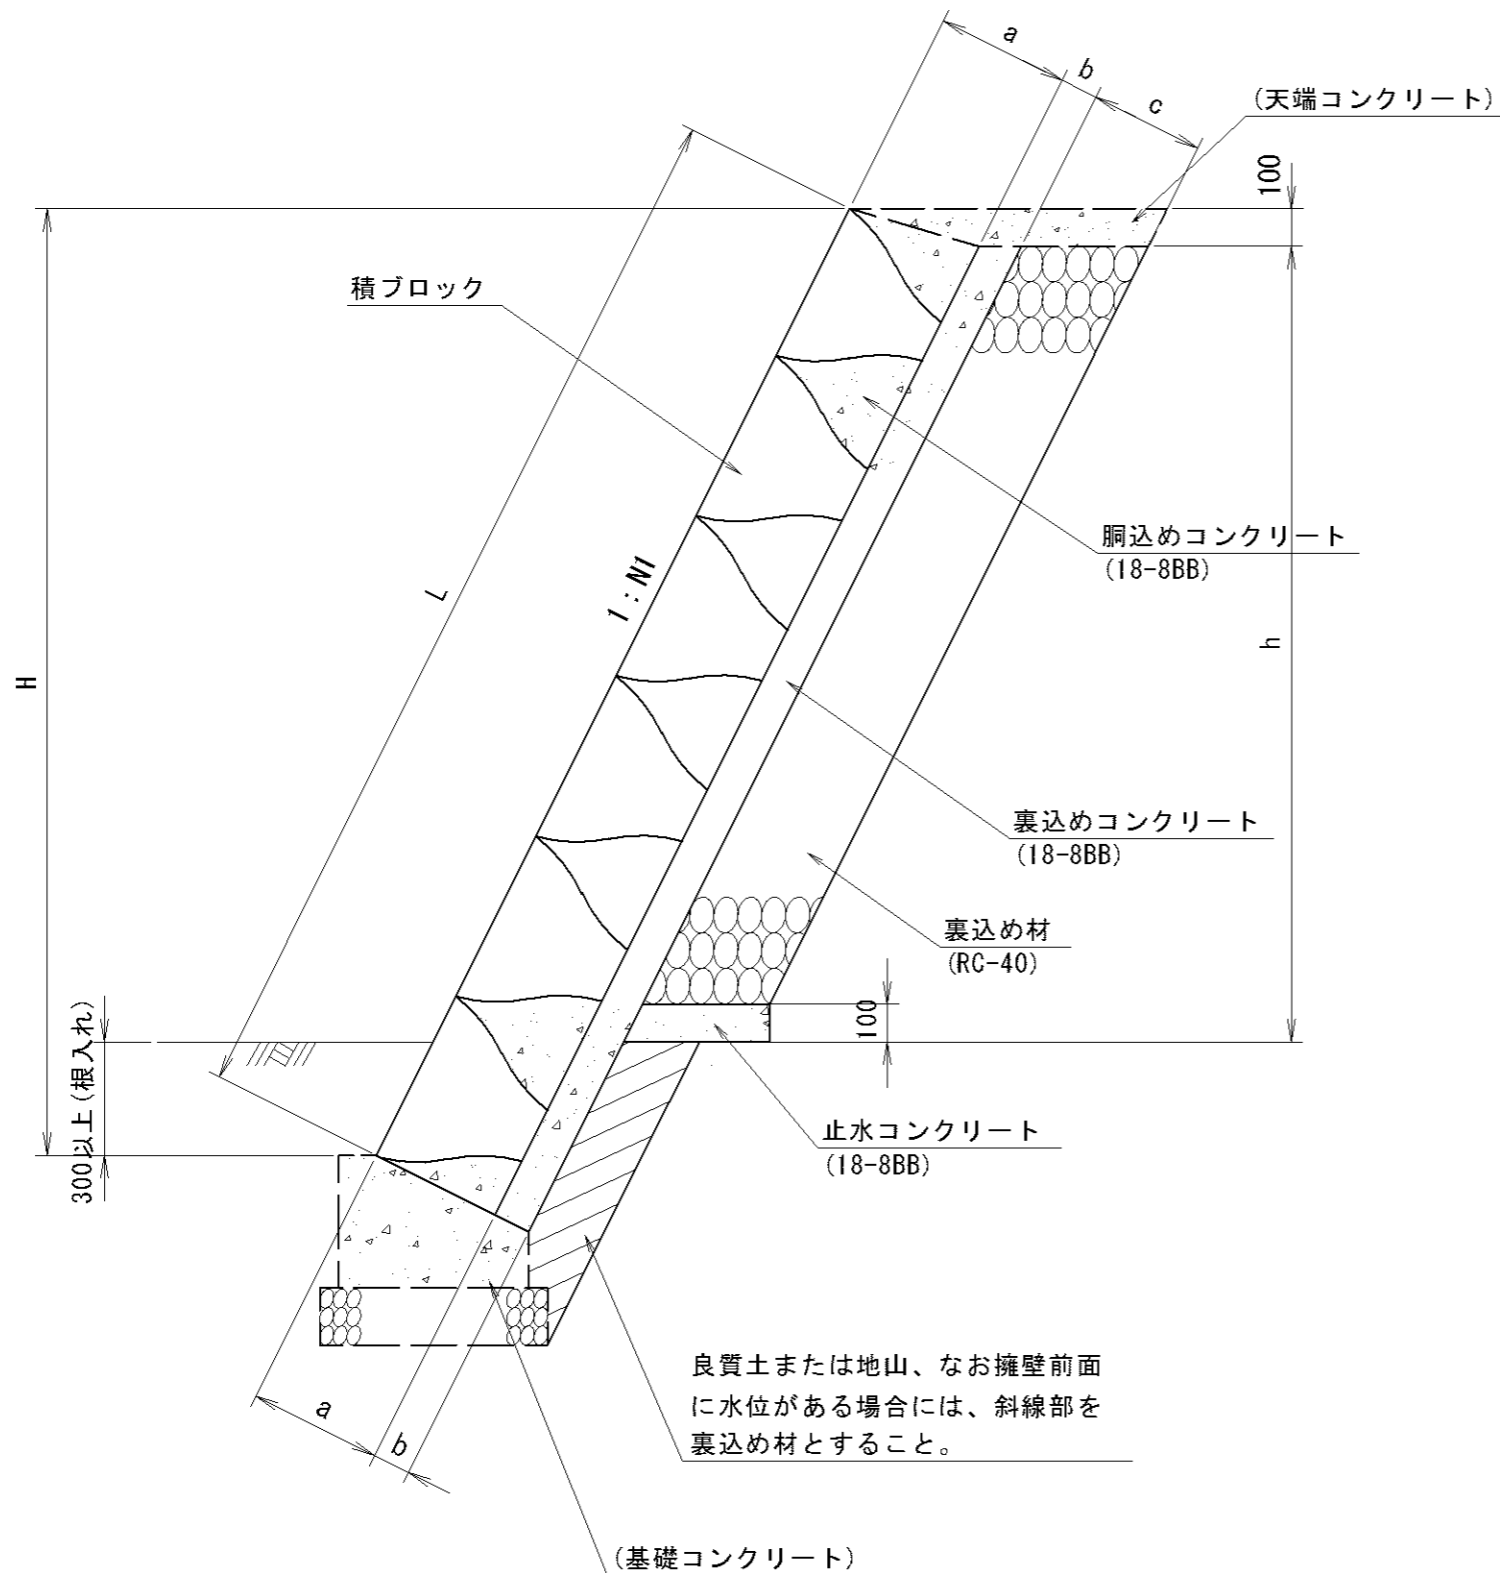 a
b
c
(天端コンクリート)
100
積ブロック
L
1:N1
胴込めコンクリート
(18-8BB)
H
h
裏込めコンクリート
(18-8BB)
裏込め材
(RC-40)
100
300以上(根入れ)
止水コンクリート
(18-8BB)
良質土または地山、なお擁壁前面
に水位がある場合には、斜線部を
裏込め材とすること。
a
b
(基礎コンクリート)